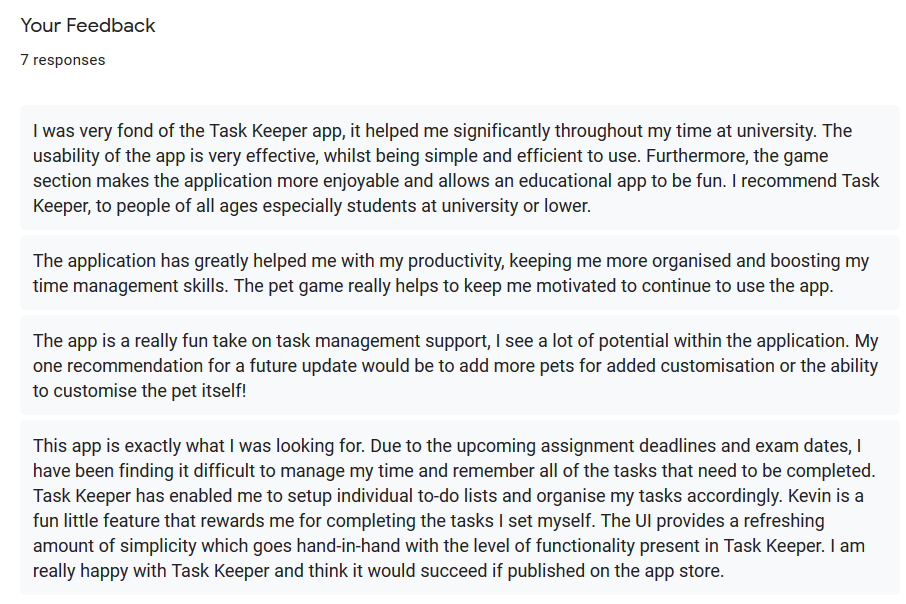 Your Feedback
7 responses
I was very fond of the Task Keeper app, it helped me significantly throughout my time at university. The
usability of the app is very effective, whilst being simple and efficient to use. Furthermore, the game
section makes the application more enjoyable and allows an educational app to be fun. I recommend Task
Keeper, to people of all ages especially students at university or lower.
The application has greatly helped me with my productivity, keeping me more organised and boosting my
time management skills. The pet game really helps to keep me motivated to continue to use the app.
The app is a really fun take on task management support, I see a lot of potential within the application. My
one recommendation for a future update would be to add more pets for added customisation or the ability
to customise the pet itself!
This app is exactly what I was looking for. Due to the upcoming assignment deadlines and exam dates, I
have been finding it difficult to manage my time and remember all of the tasks that need to be completed.
Task Keeper has enabled me to setup individual to-do lists and organise my tasks accordingly. Kevin is a
fun little feature that rewards me for completing the tasks I set myself. The UI provides a refreshing
amount of simplicity which goes hand-in-hand with the level of functionality present in Task Keeper. I am
really happy with Task Keeper and think it would succeed if published on the app store.